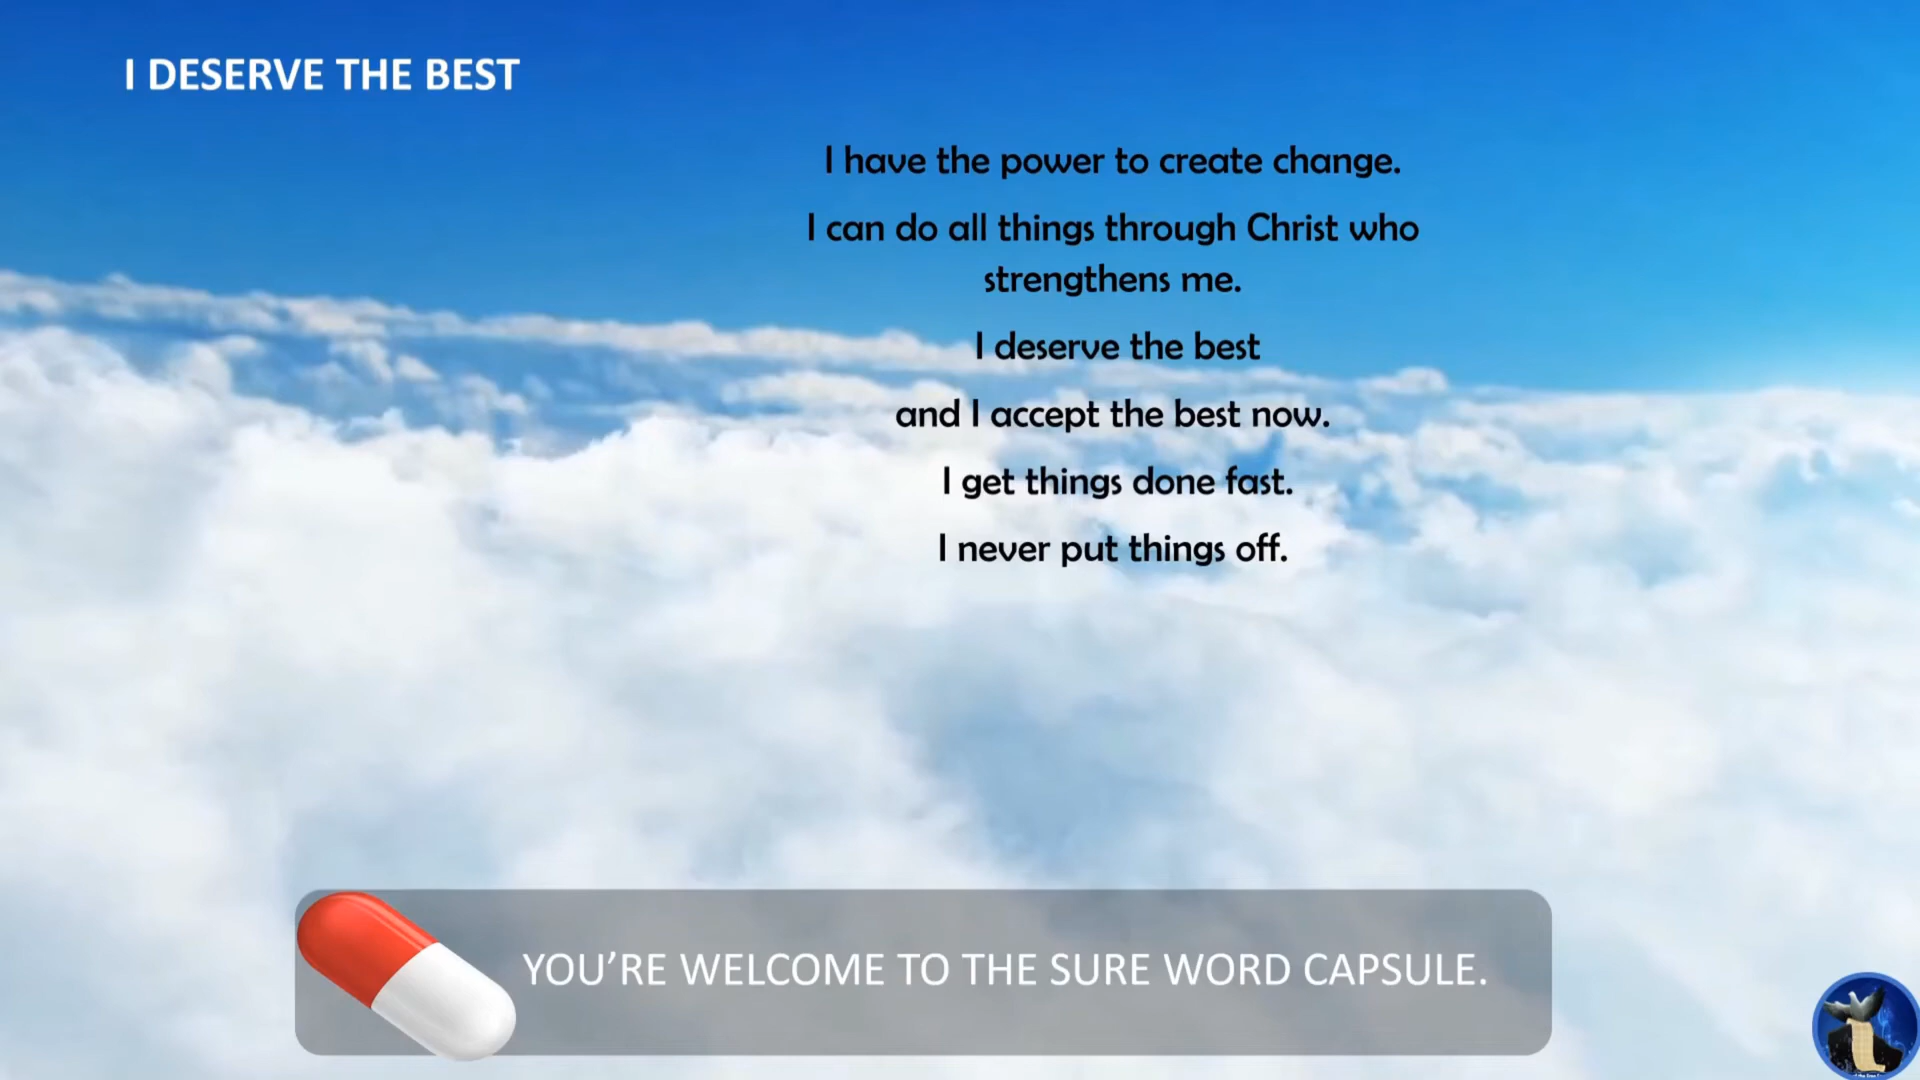 I DESERVE THE BEST
I have the power to create change.
I can do all things through Christ who
strengthens me.
I deserve the best
and I accept the best now.
I get things done fast.
I never put things off.
YOU’RE WELCOME TO THE SURE WORD CAPSULE.